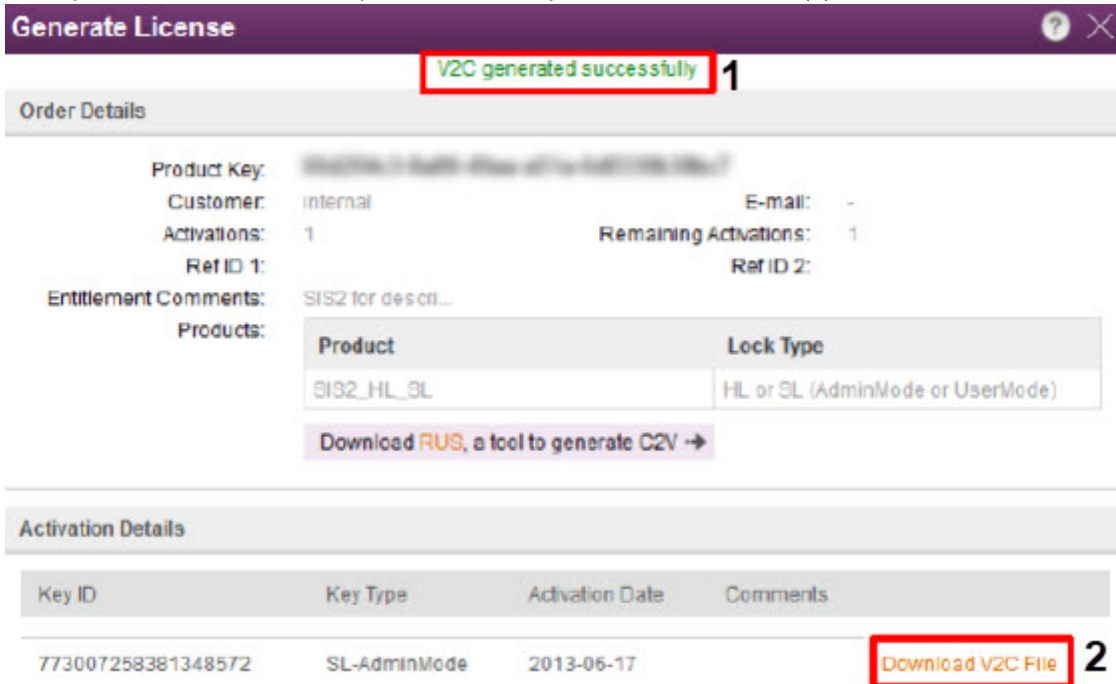 Generate License ?
V2C generated successfully 1
Order Details
Product Key:
Customer: internal E-mail: -
Activations: 1 Remaining Activations: 1
Ref ID 1: Ref ID 2:
Entitlement Comments: SIS2 for descri...
Products:
Product Lock Type
SIS2_HL_SL HL or SL (AdminMode or UserMode)
Download RUS, a tool to generate C2V →
Activation Details
Key ID Key Type Activation Date Comments
773007258381348572 SL-AdminMode 2013-06-17 Download V2C File 2